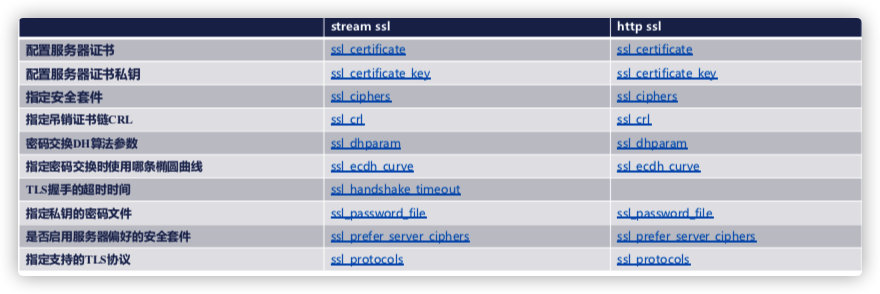 stream ssl http ssl
配置服务器证书 ssl_certificate ssl_certificate
配置服务器证书私钥 ssl_certificate_key ssl_certificate_key
指定安全套件 ssl_ciphers ssl_ciphers
指定吊销证书链CRL ssl_crl ssl_crl
密码交换DH算法参数 ssl_dhparam ssl_dhparam
指定密码交换时使用哪条椭圆曲线 ssl_ecdh_curve ssl_ecdh_curve
TLS握手的超时时间 ssl_handshake_timeout
指定私钥的密码文件 ssl_password_file ssl_password_file
是否启用服务器偏好的安全套件 ssl_prefer_server_ciphers ssl_prefer_server_ciphers
指定支持的TLS协议 ssl_protocols ssl_protocols